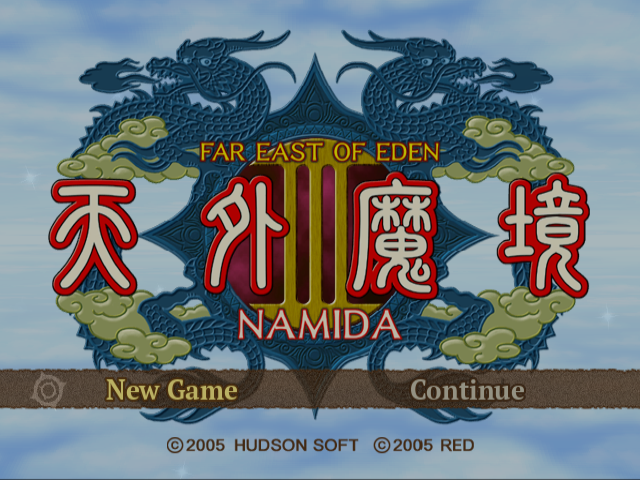 FAR EAST OF EDEN
天外魔境
III
NAMIDA
New Game Continue
©2005 HUDSON SOFT ©2005 RED